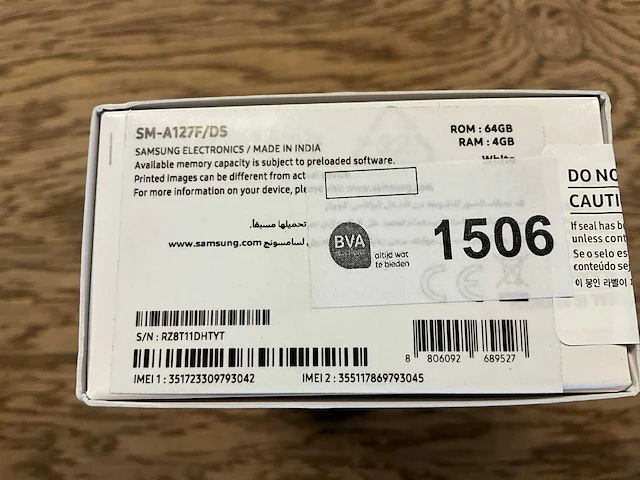 SM-A127F/DS
ROM : 64GB
SAMSUNG ELECTRONICS / MADE IN INDIA
RAM : 4GB
Available memory capacity is subject to preloaded software.
White
Printed images can be different from act
For more information on your device, ple
تحميلها مسبقًا.
www.samsung.com لسامسونج
BVA
altijd wat
te bieden
1506
DO NO
CAUTI
If seal has b
unless cont
Se o selo es
conteúdo se
이 봉인 라벨이
S/N : RZ8T11DHTYT
8 806092 689527
IMEI 1 : 351723309793042
IMEI 2 : 355117869793045